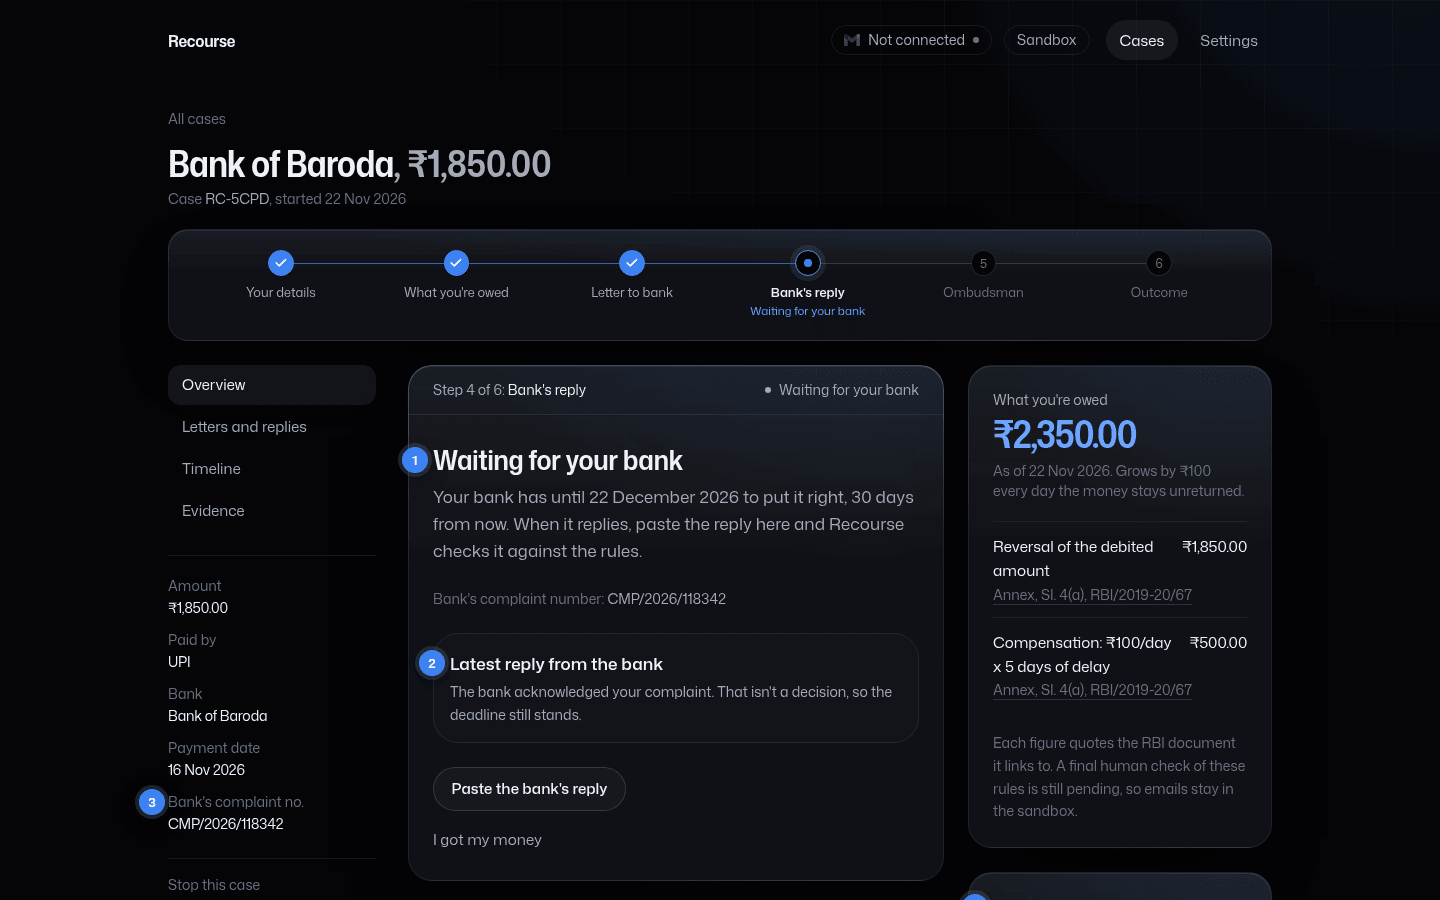 Recourse
Not connected
Sandbox
Cases
Settings
All cases
Bank of Baroda, ₹1,850.00
Case RC-5CPD, started 22 Nov 2026
Your details
What you're owed
Letter to bank
Bank's reply
Waiting for your bank
5
Ombudsman
6
Outcome
Overview
Letters and replies
Timeline
Evidence
Amount
₹1,850.00
Paid by
UPI
Bank
Bank of Baroda
Payment date
16 Nov 2026
3
Bank's complaint no.
CMP/2026/118342
Stop this case
Step 4 of 6: Bank's reply
Waiting for your bank
1
Waiting for your bank
Your bank has until 22 December 2026 to put it right, 30 days
from now. When it replies, paste the reply here and Recourse
checks it against the rules.
Bank's complaint number: CMP/2026/118342
2
Latest reply from the bank
The bank acknowledged your complaint. That isn't a decision, so the
deadline still stands.
Paste the bank's reply
I got my money
What you're owed
₹2,350.00
As of 22 Nov 2026. Grows by ₹100
every day the money stays unreturned.
Reversal of the debited
amount
₹1,850.00
Annex, Sl. 4(a), RBI/2019-20/67
Compensation: ₹100/day
x 5 days of delay
₹500.00
Annex, Sl. 4(a), RBI/2019-20/67
Each figure quotes the RBI document
it links to. A final human check of these
rules is still pending, so emails stay in
the sandbox.